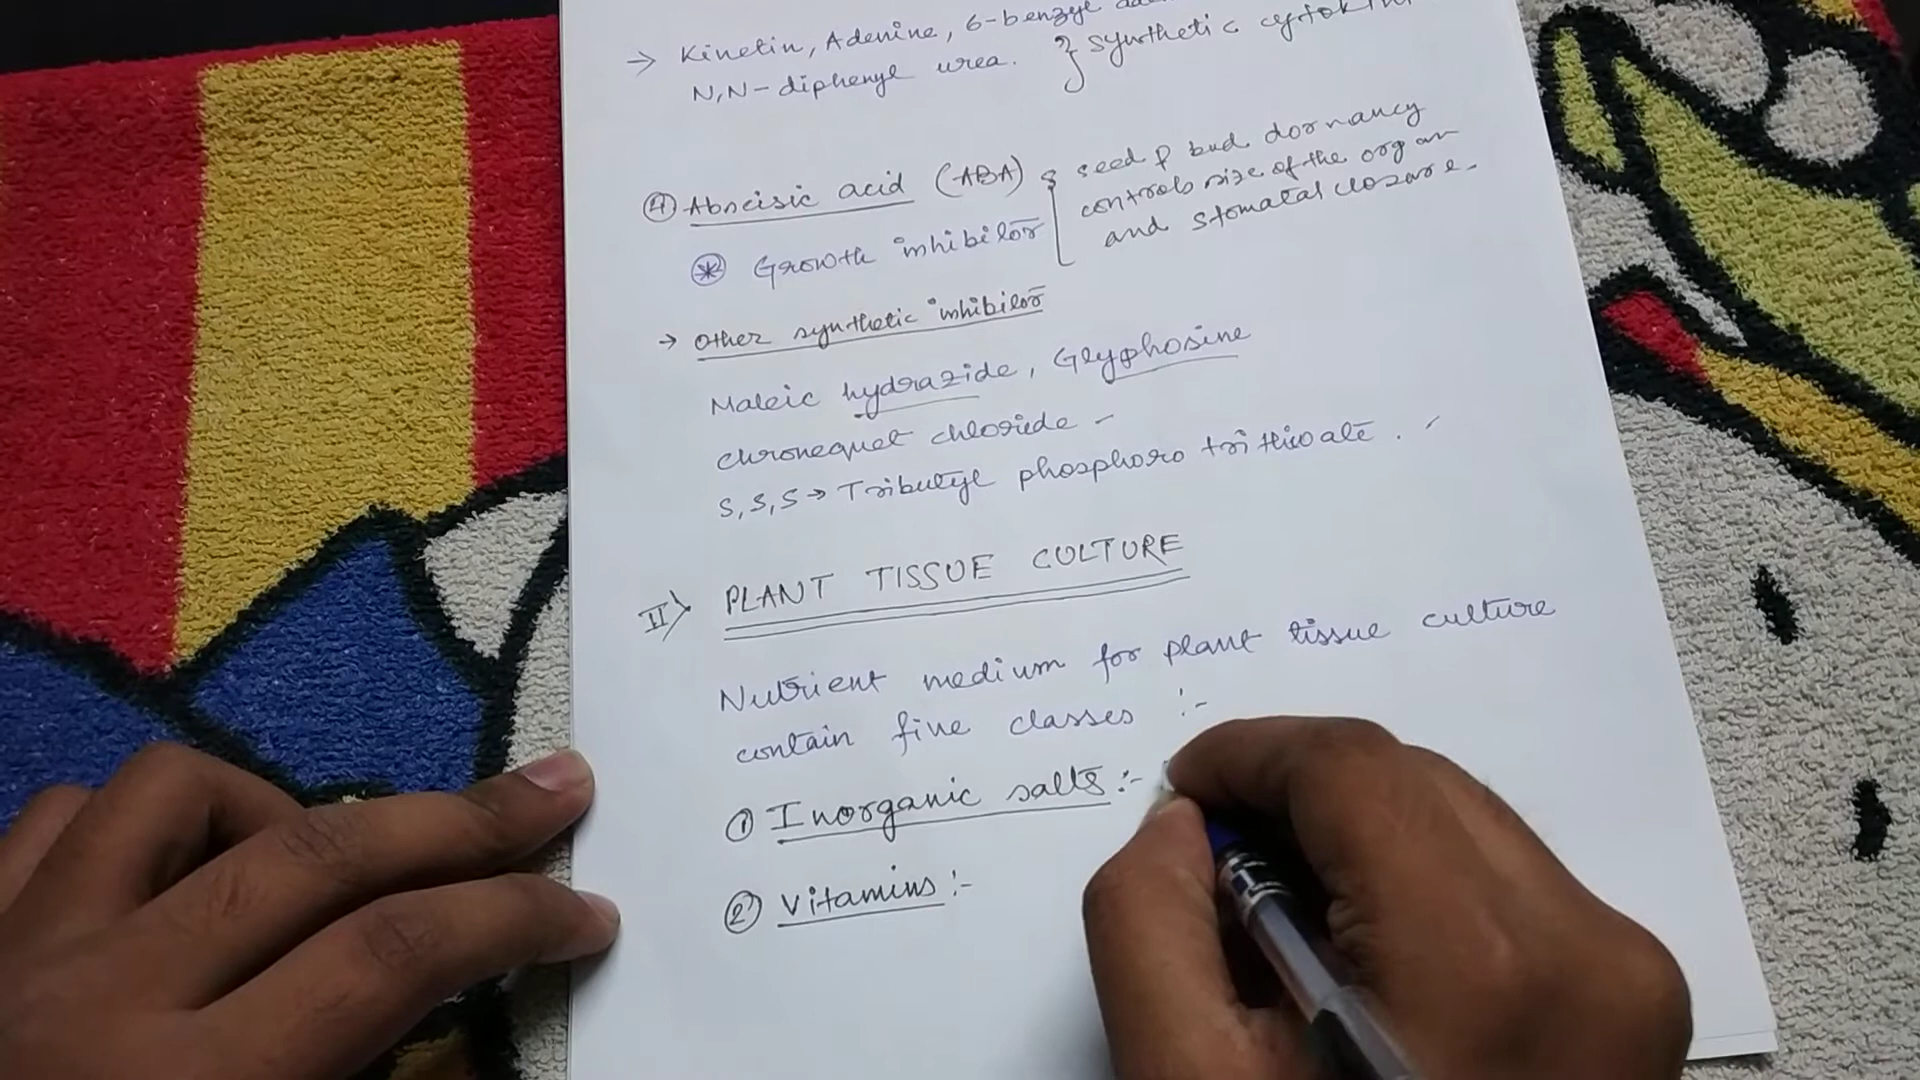 → Kinetin, Adenine, 6-benzyl
N,N-diphenyl urea. } synthetic
④ Abscisic acid (ABA) { seed & bud dormancy
controls size of the organ
⊛ Growth inhibitor and stomatal closure.
→ Other synthetic inhibitor
Maleic hydrazide, Glyphosine
chronequet chloride -
S,S,S → Tributyl phosphoro tri thioate.
II> PLANT TISSUE CULTURE
Nutrient medium for plant tissue culture
contain five classes :-
① Inorganic salts :-
② Vitamins :-